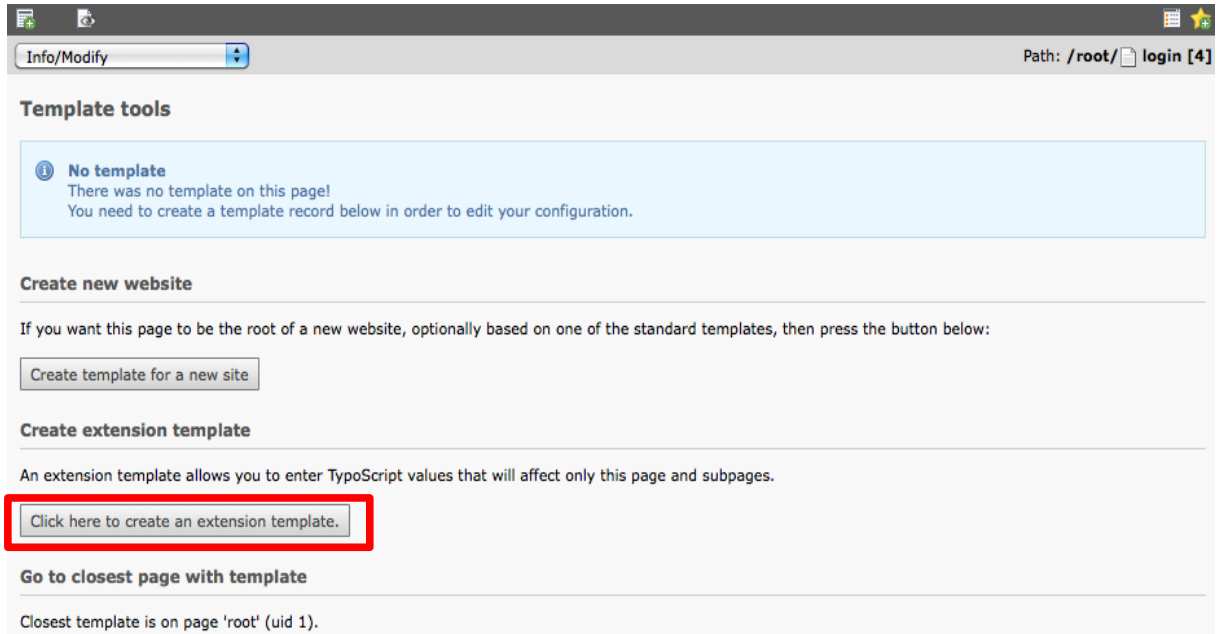 Info/Modify
Path: /root/ login [4]
Template tools
No template
There was no template on this page!
You need to create a template record below in order to edit your configuration.
Create new website
If you want this page to be the root of a new website, optionally based on one of the standard templates, then press the button below:
Create template for a new site
Create extension template
An extension template allows you to enter TypoScript values that will affect only this page and subpages.
Click here to create an extension template.
Go to closest page with template
Closest template is on page 'root' (uid 1).